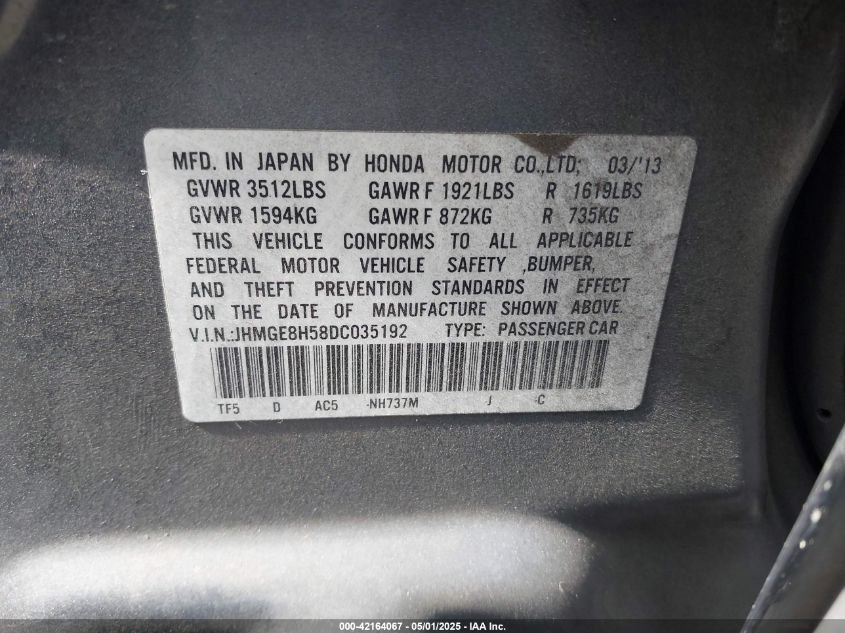 MFD. IN JAPAN BY HONDA MOTOR CO.,LTD; 03/'13
GVWR 3512LBS GAWR F 1921LBS R 1619LBS
GVWR 1594KG GAWR F 872KG R 735KG
THIS VEHICLE CONFORMS TO ALL APPLICABLE
FEDERAL MOTOR VEHICLE SAFETY ,BUMPER,
AND THEFT PREVENTION STANDARDS IN EFFECT
ON THE DATE OF MANUFACTURE SHOWN ABOVE.
V.I.N.:JHMGE8H58DC035192 TYPE: PASSENGER CAR
TF5 D AC5 -NH737M J -C
000-42164067 - 05/01/2025 - IAA Inc.